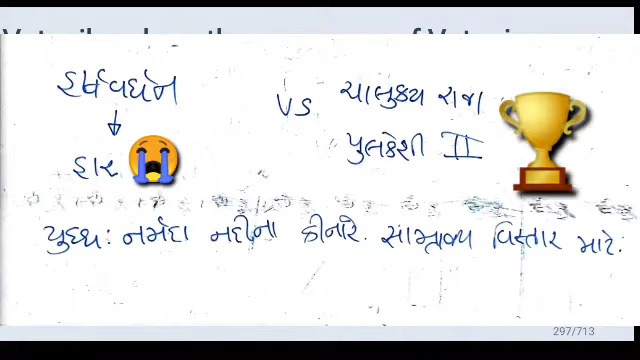 હર્ષવર્ધન
VS
ચાલુક્ય રાજા
પુલકેશી II
હાર
યુદ્ધ: નર્મદા નદીના કીનારે. સામ્રાજ્ય વિસ્તાર માટે.
297/713